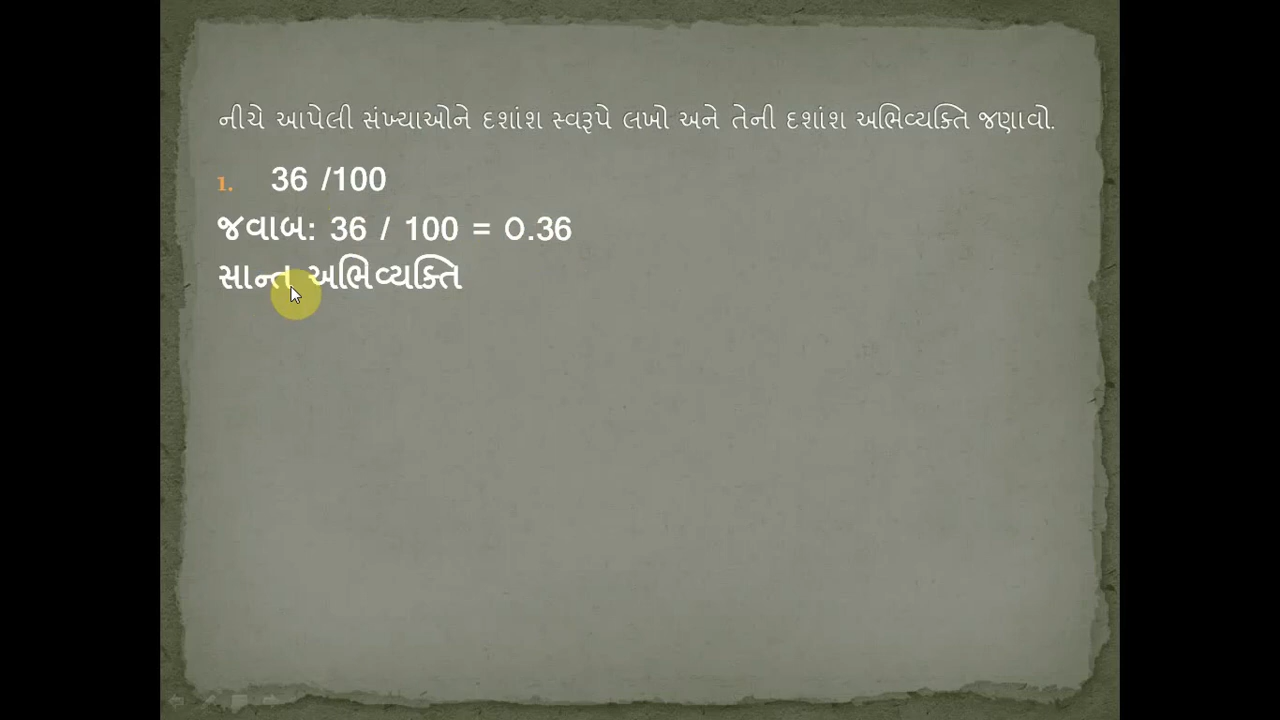 નીચે આપેલી સંખ્યાઓને દશાંશ સ્વરૂપે લખો અને તેની દશાંશ અભિવ્યક્તિ જણાવો.
1. 36 /100
જવાબ: 36 / 100 = 0.36
સાન્ત અભિવ્યક્તિ